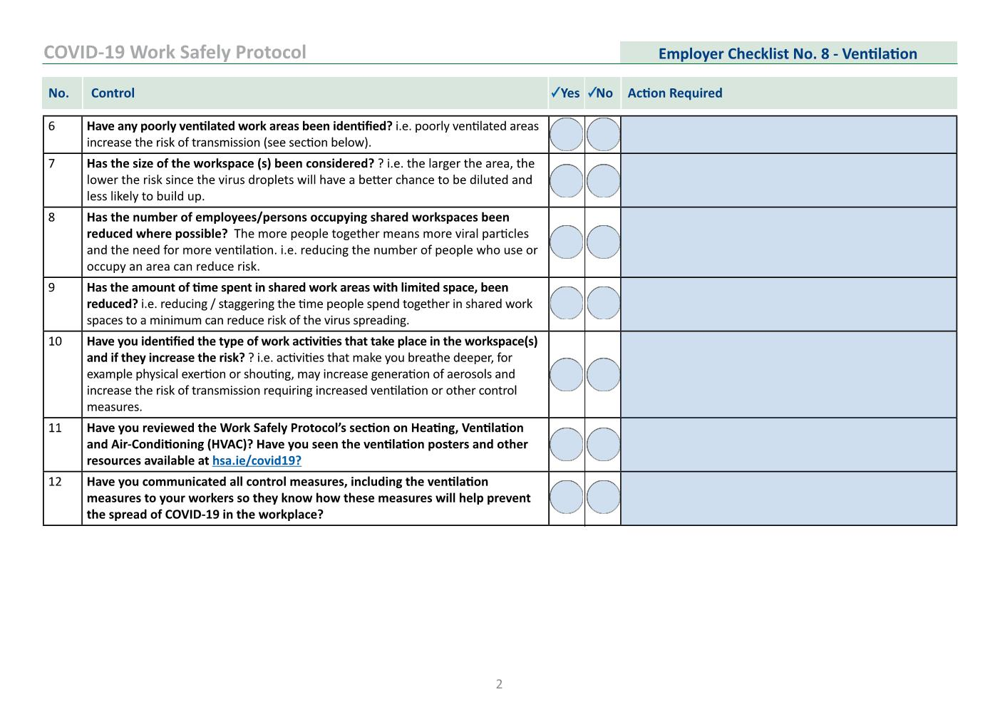 COVID-19 Work Safely Protocol
Employer Checklist No. 8 - Ventilation
No. Control ✓Yes ✓No Action Required
6 Have any poorly ventilated work areas been identified? i.e. poorly ventilated areas
increase the risk of transmission (see section below).
7 Has the size of the workspace (s) been considered? ? i.e. the larger the area, the
lower the risk since the virus droplets will have a better chance to be diluted and
less likely to build up.
8 Has the number of employees/persons occupying shared workspaces been
reduced where possible? The more people together means more viral particles
and the need for more ventilation. i.e. reducing the number of people who use or
occupy an area can reduce risk.
9 Has the amount of time spent in shared work areas with limited space, been
reduced? i.e. reducing / staggering the time people spend together in shared work
spaces to a minimum can reduce risk of the virus spreading.
10 Have you identified the type of work activities that take place in the workspace(s)
and if they increase the risk? ? i.e. activities that make you breathe deeper, for
example physical exertion or shouting, may increase generation of aerosols and
increase the risk of transmission requiring increased ventilation or other control
measures.
11 Have you reviewed the Work Safely Protocol’s section on Heating, Ventilation
and Air-Conditioning (HVAC)? Have you seen the ventilation posters and other
resources available at hsa.ie/covid19?
12 Have you communicated all control measures, including the ventilation
measures to your workers so they know how these measures will help prevent
the spread of COVID-19 in the workplace?
2